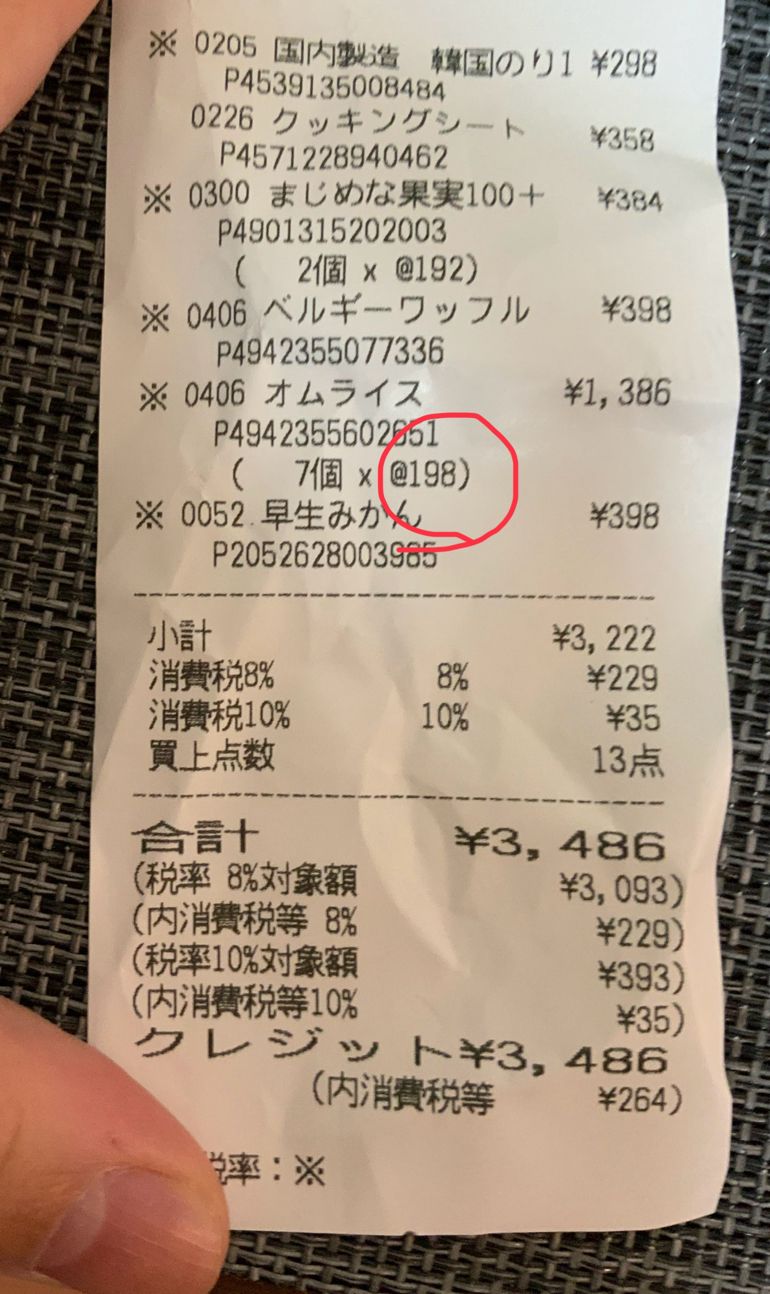 ※ 0205 国内製造 韓国のり1 ¥298
P4539135008484
0226 クッキングシート ¥358
P4571228940462
※ 0300 まじめな果実100+ ¥384
P4901315202003
( 2個 x @192)
※ 0406 ベルギーワッフル ¥398
P4942355077336
※ 0406 オムライス ¥1,386
P4942355602651
( 7個 x @198)
※ 0052 早生みかん ¥398
P2052628003985
小計 ¥3,222
消費税8% 8% ¥229
消費税10% 10% ¥35
買上点数 13点
合計 ¥3,486
(税率 8%対象額 ¥3,093)
(内消費税等 8% ¥229)
(税率10%対象額 ¥393)
(内消費税等10% ¥35)
クレジット¥3,486
(内消費税等 ¥264)
税率:※